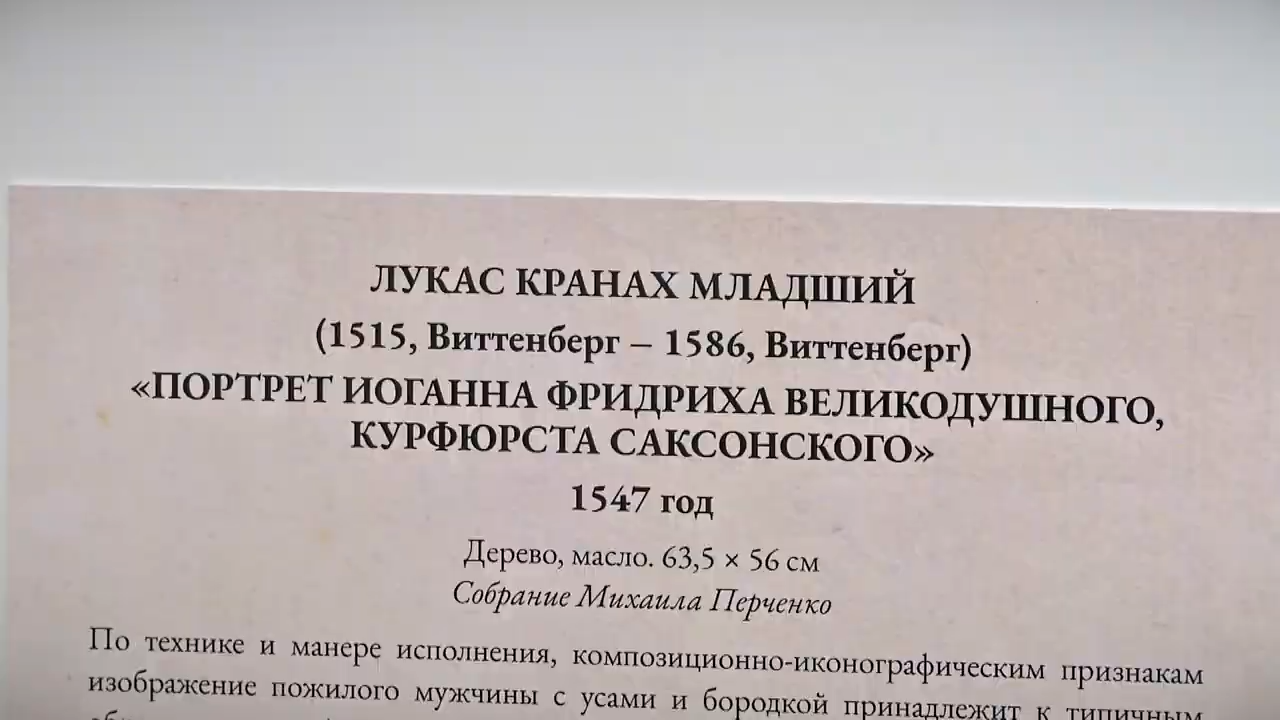 ЛУКАС КРАНАХ МЛАДШИЙ
(1515, Виттенберг – 1586, Виттенберг)
«ПОРТРЕТ ИОГАННА ФРИДРИХА ВЕЛИКОДУШНОГО,
КУРФЮРСТА САКСОНСКОГО»
1547 год
Дерево, масло. 63,5 × 56 см
Собрание Михаила Перченко
По технике и манере исполнения, композиционно-иконографическим признакам
изображение пожилого мужчины с усами и бородкой принадлежит к типичным